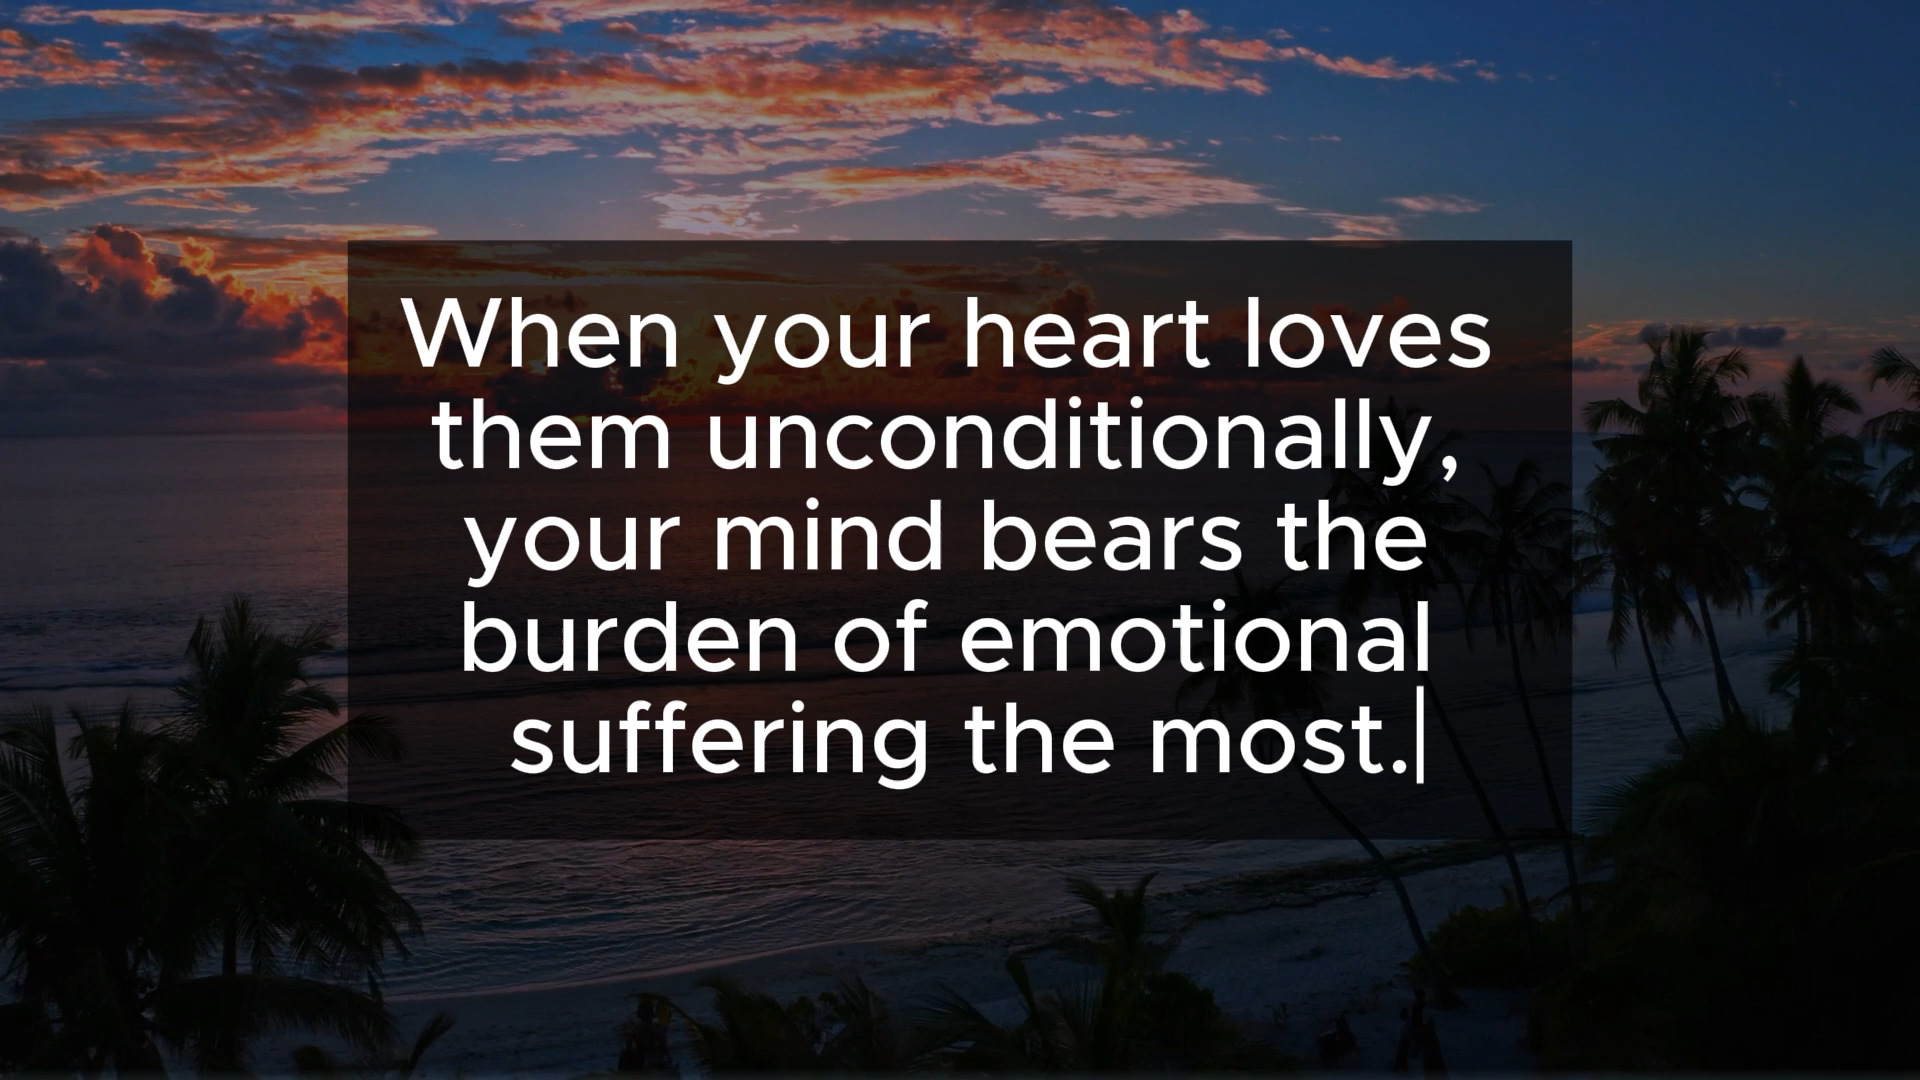 When your heart loves
them unconditionally,
your mind bears the
burden of emotional
suffering the most.